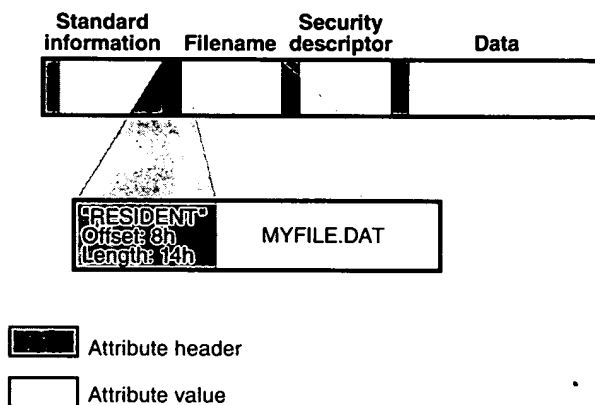 Standard information
Filename
Security descriptor
Data
"RESIDENT"
Offset: 8h
Length: 14h
MYFILE.DAT
Attribute header
Attribute value